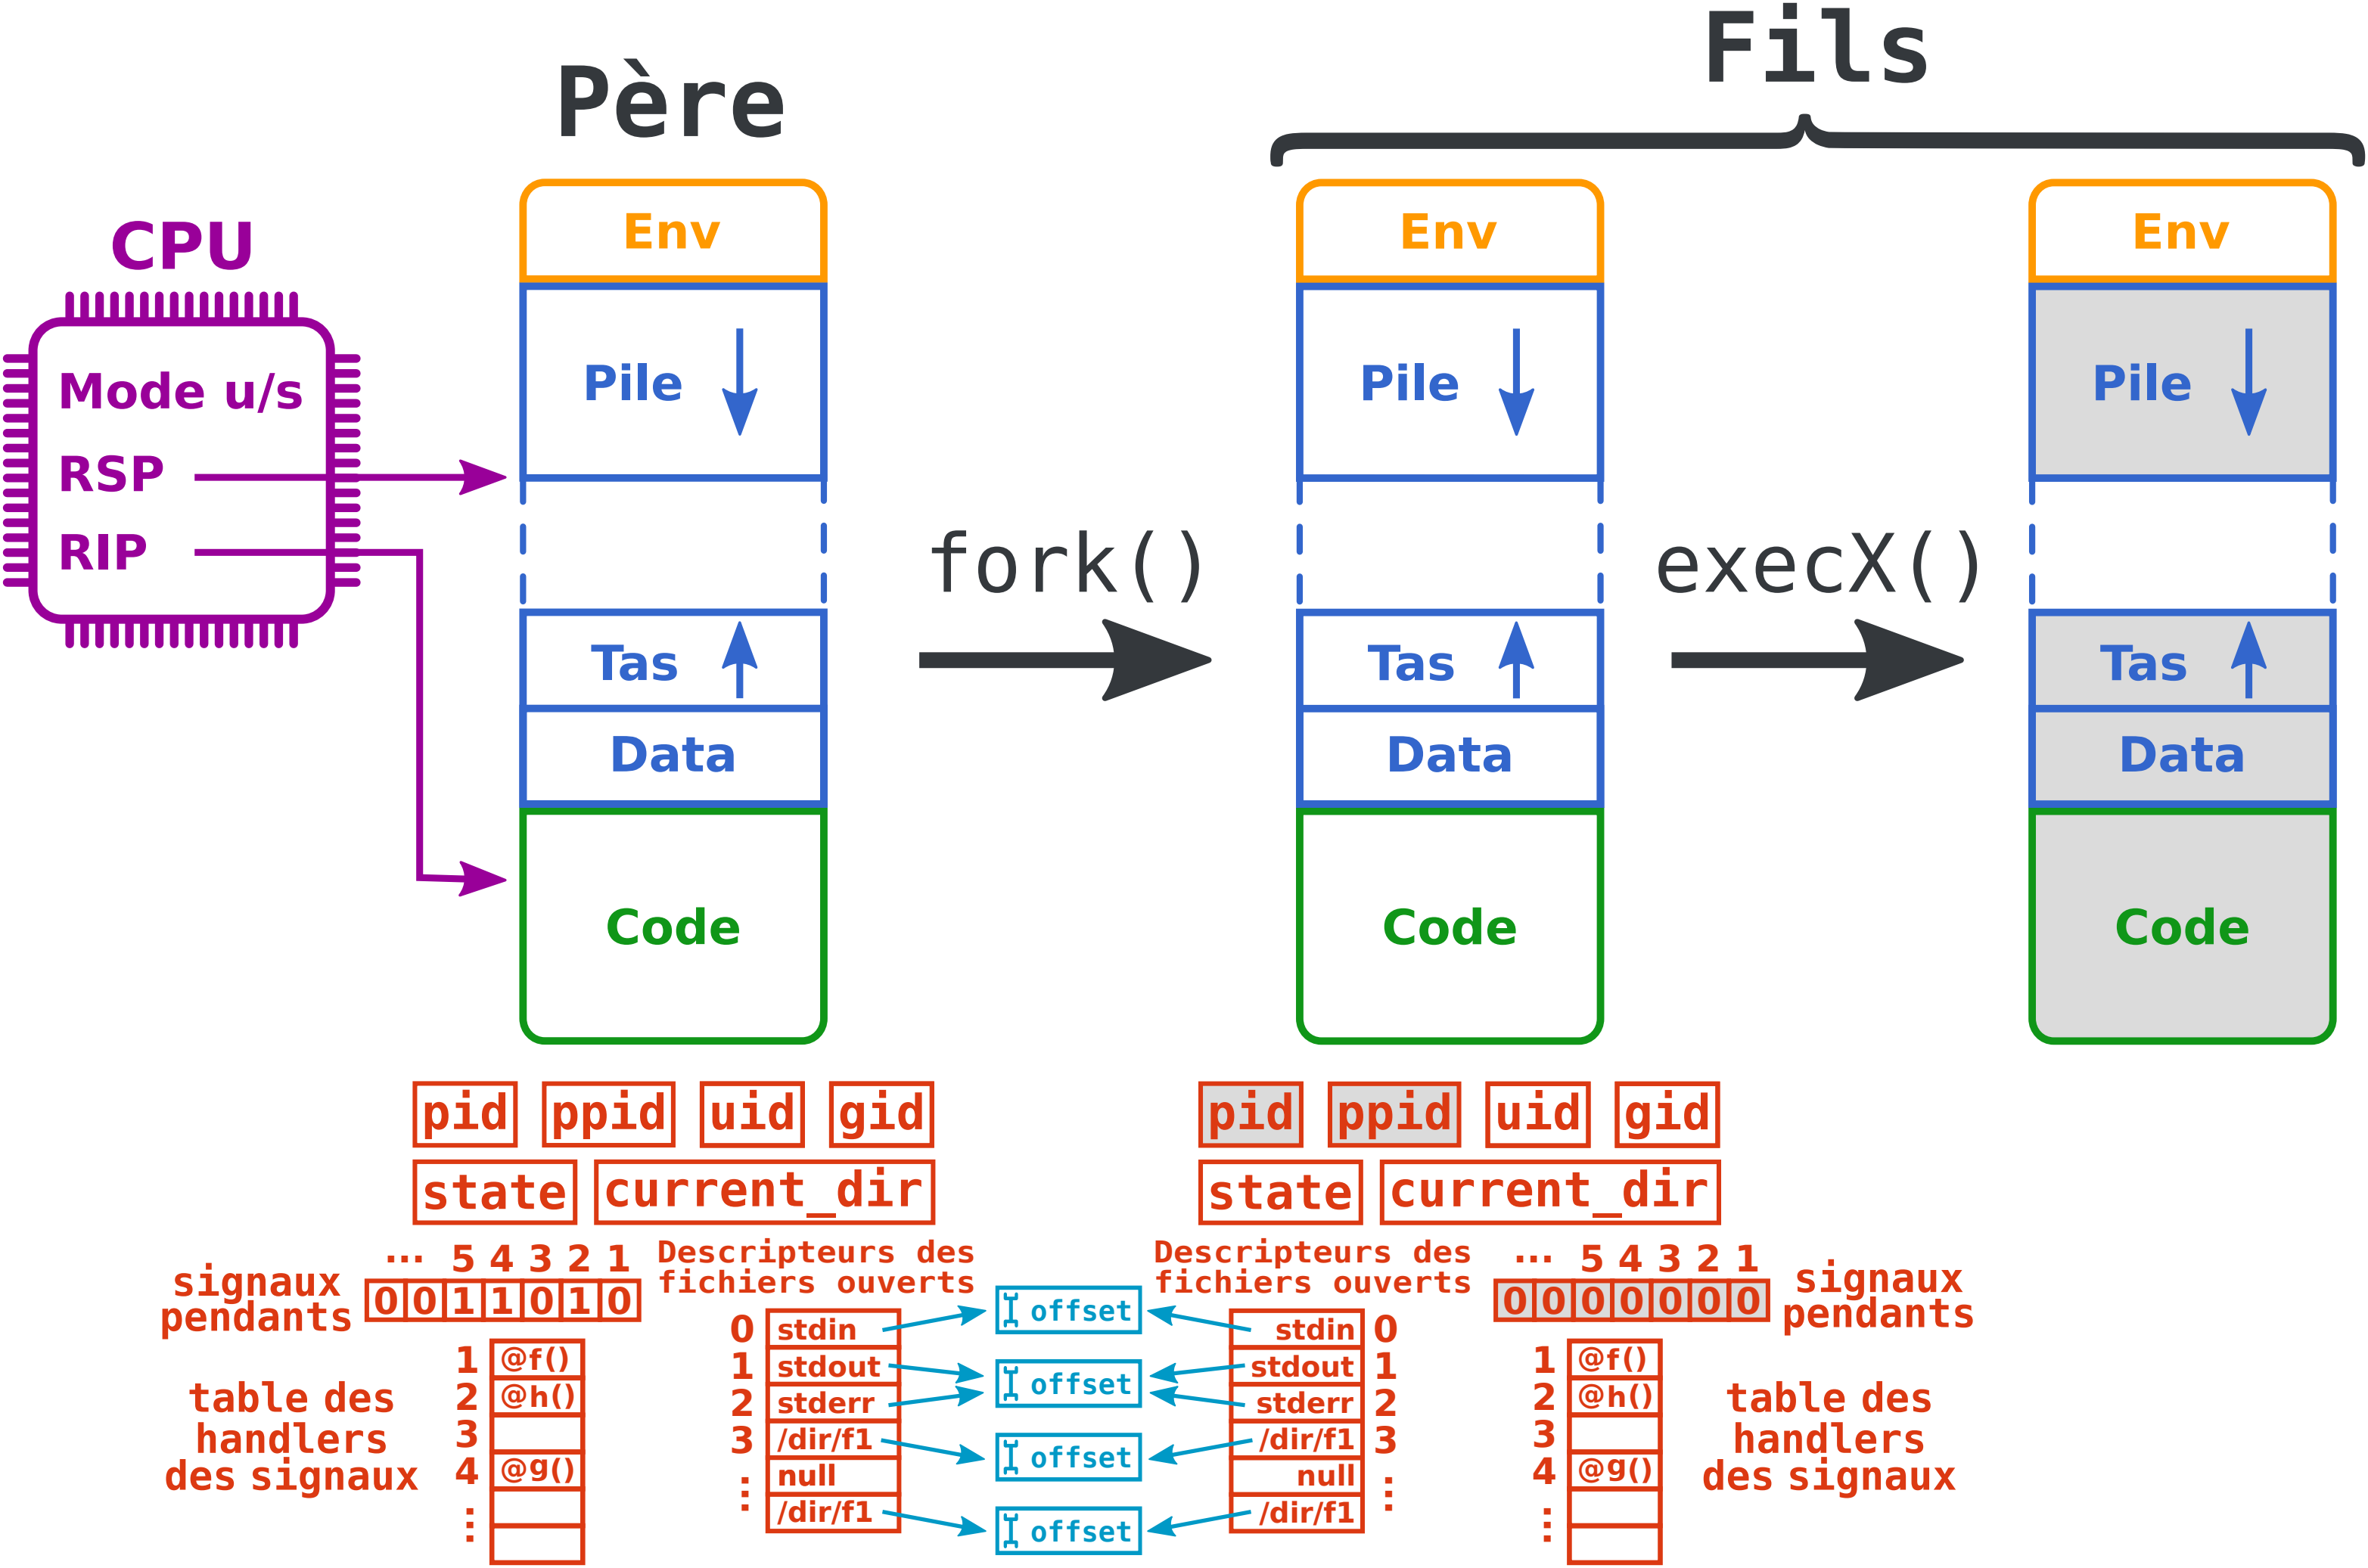 Père
Fils
CPU
Mode u/s
RSP
RIP
Env
Pile
Tas
Data
Code
fork()
Env
Pile
Tas
Data
Code
execX()
Env
Pile
Tas
Data
Code
pid ppid uid gid
state current_dir
signaux
pendants
... 5 4 3 2 1
0 0 1 1 0 1 0
table des
handlers
des signaux
1 @f()
2 @h()
3
4 @g()
⋮
Descripteurs des
fichiers ouverts
0 stdin
1 stdout
2 stderr
3 /dir/f1
⋮ null
/dir/f1
offset
offset
offset
offset
pid ppid uid gid
state current_dir
Descripteurs des
fichiers ouverts
stdin 0
stdout 1
stderr 2
/dir/f1 3
null ⋮
/dir/f1
... 5 4 3 2 1
0 0 0 0 0 0 0
signaux
pendants
1 @f()
2 @h()
3
4 @g()
⋮
table des
handlers
des signaux